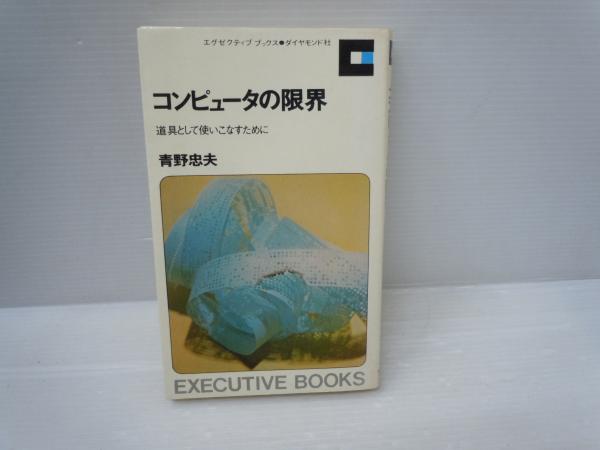 エグゼクティブ ブックス●ダイヤモンド社
コンピュータの限界
道具として使いこなすために
青野忠夫
EXECUTIVE BOOKS